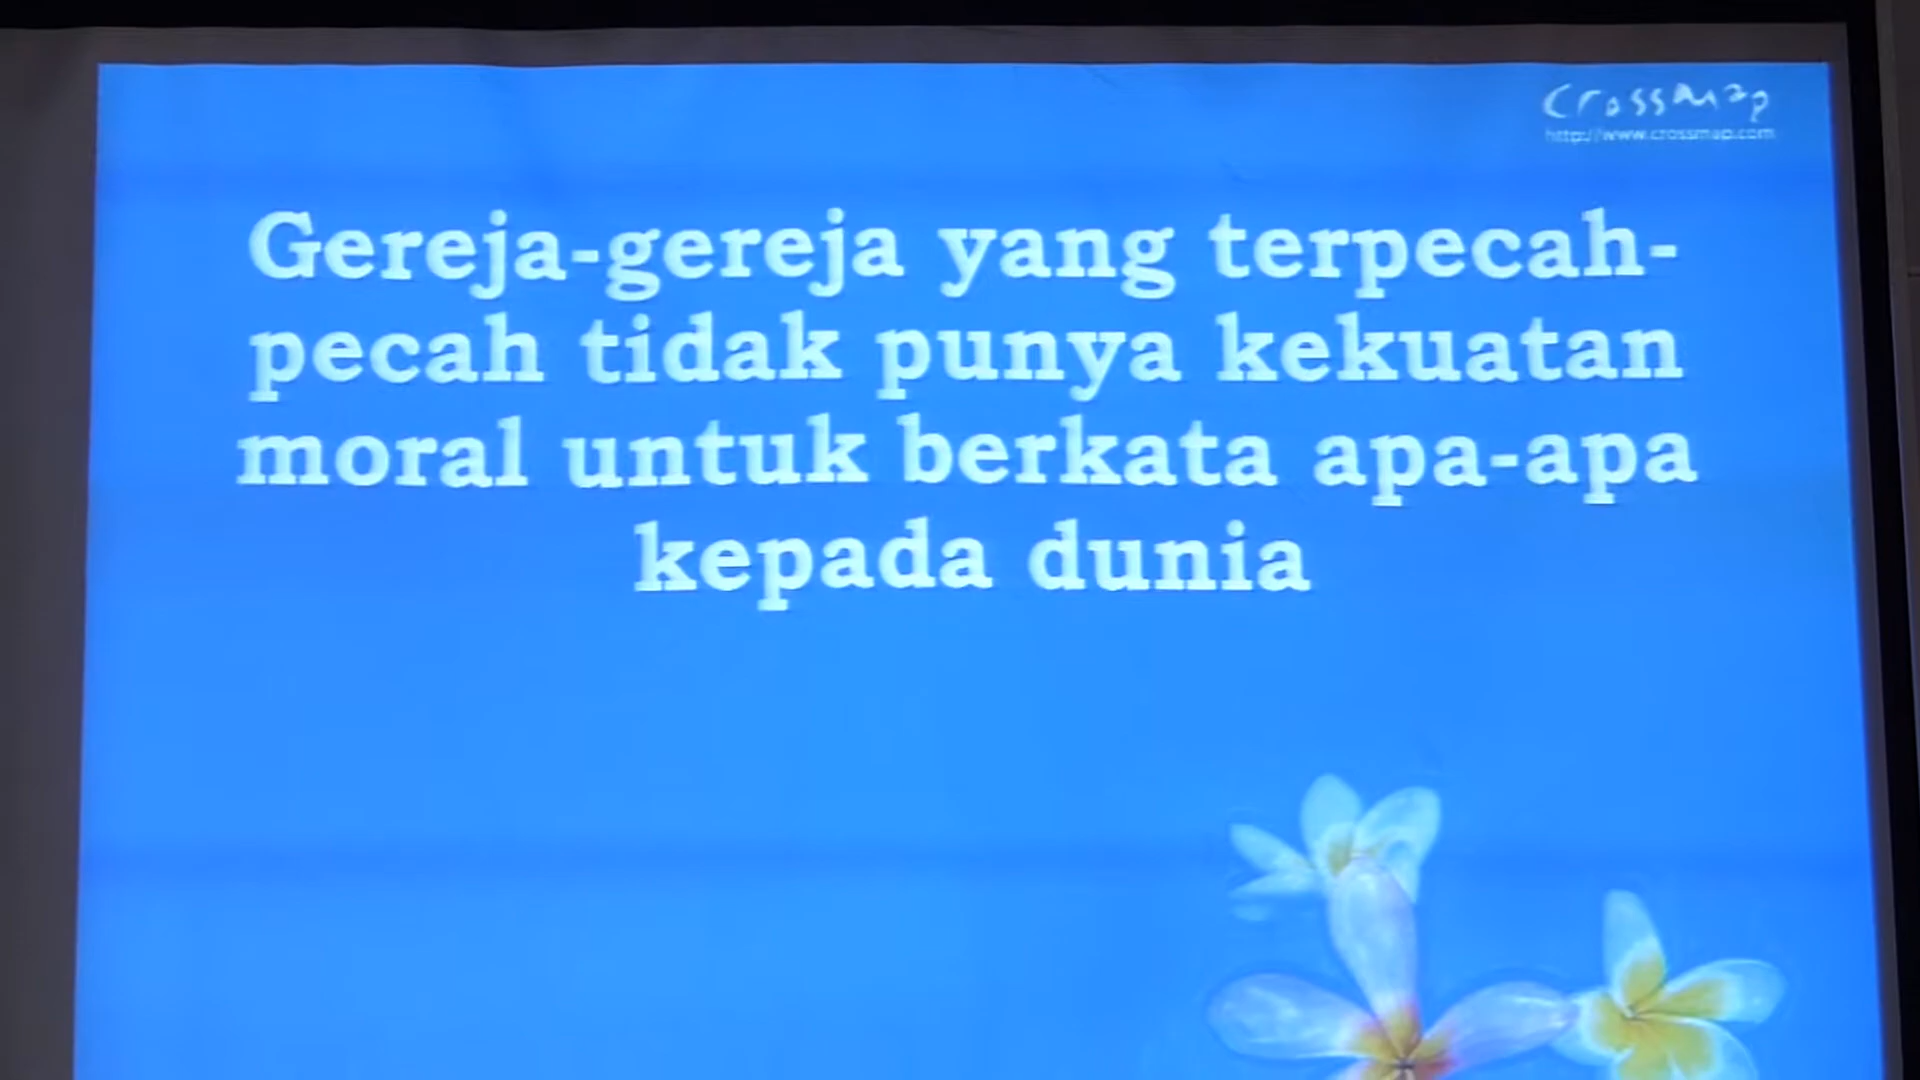 crossmap
http://www.crossmap.com
Gereja-gereja yang terpecah-
pecah tidak punya kekuatan
moral untuk berkata apa-apa
kepada dunia